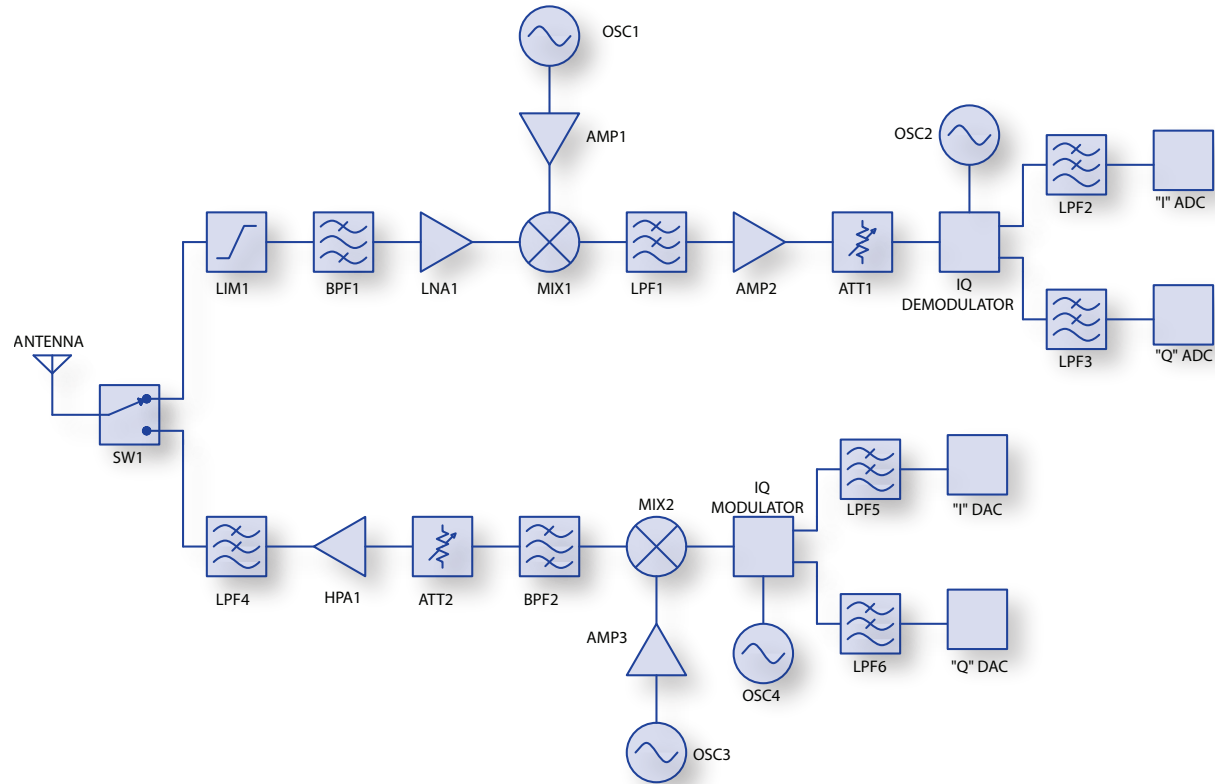 OSC1
AMP1
OSC2
LPF2
"I" ADC
LIM1
BPF1
LNA1
MIX1
LPF1
AMP2
ATT1
IQ
DEMODULATOR
LPF3
"Q" ADC
ANTENNA
SW1
MIX2
IQ
MODULATOR
LPF5
"I" DAC
LPF4
HPA1
ATT2
BPF2
AMP3
OSC4
LPF6
"Q" DAC
OSC3